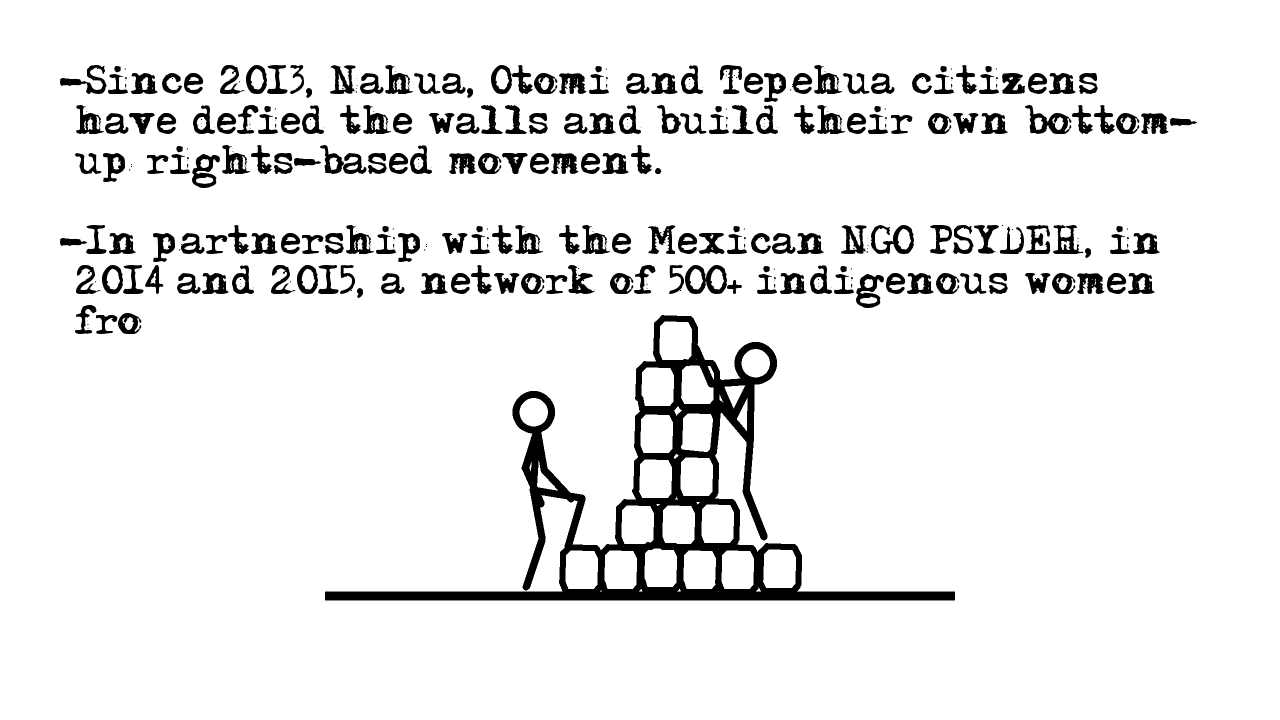 -Since 2013, Nahua, Otomi and Tepehua citizens
have defied the walls and build their own bottom-
up rights-based movement.
-In partnership with the Mexican NGO PSYDEH, in
2014 and 2015, a network of 500+ indigenous women
fro